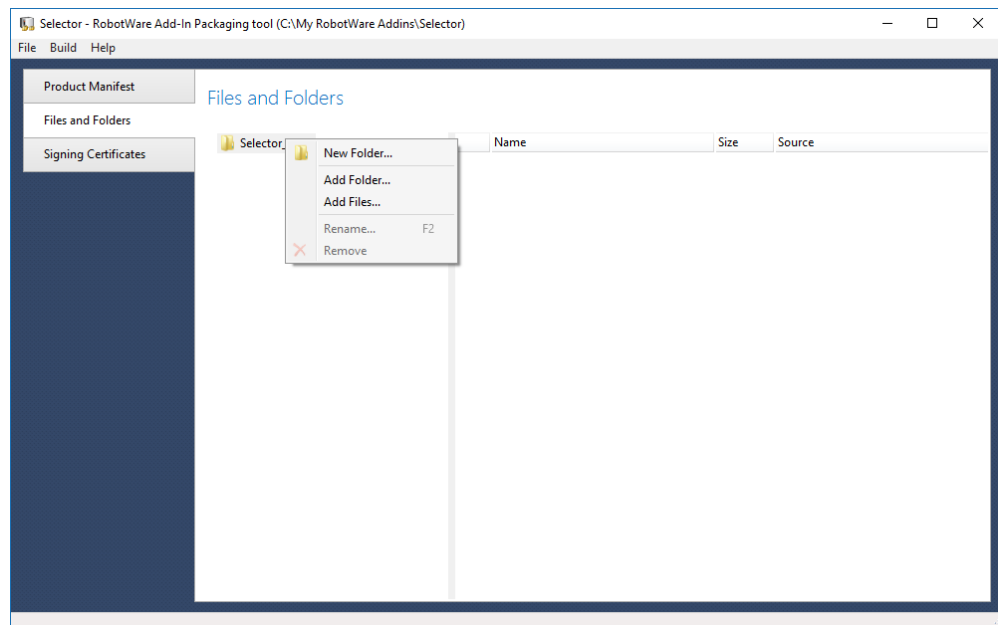 Selector - RobotWare Add-In Packaging tool (C:\My RobotWare Addins\Selector)
File Build Help
Product Manifest
Files and Folders
Signing Certificates
Files and Folders
Selector_
Name Size Source
New Folder...
Add Folder...
Add Files...
Rename... F2
Remove